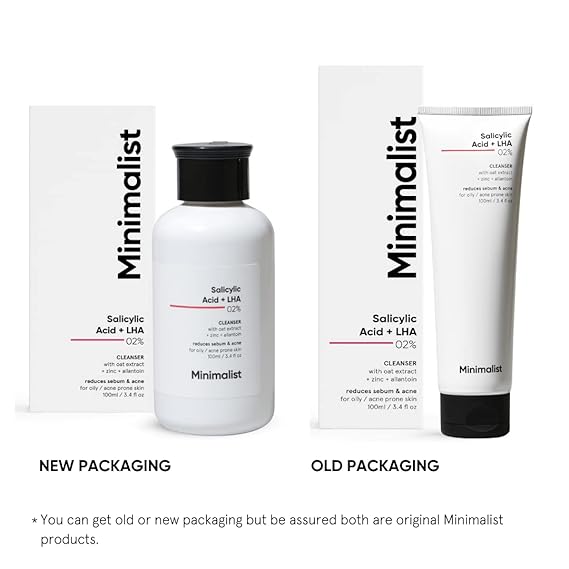 Minimalist
Salicylic
Acid + LHA
02%
CLEANSER
with oat extract
+ zinc + allantoin
reduces sebum & acne
for oily / acne prone skin
100ml / 3.4 fl oz
Salicylic
Acid + LHA
02%
CLEANSER
with oat extract
+ zinc + allantoin
reduces sebum & acne
for oily / acne prone skin
100ml / 3.4 fl oz
Minimalist
Minimalist
Salicylic
Acid + LHA
02%
CLEANSER
with oat extract
+ zinc + allantoin
reduces sebum & acne
for oily / acne prone skin
100ml / 3.4 fl oz
Salicylic
Acid + LHA
02%
CLEANSER
with oat extract
+ zinc + allantoin
reduces sebum & acne
for oily / acne prone skin
100ml / 3.4 fl oz
Minimalist
NEW PACKAGING
OLD PACKAGING
* You can get old or new packaging but be assured both are original Minimalist
products.